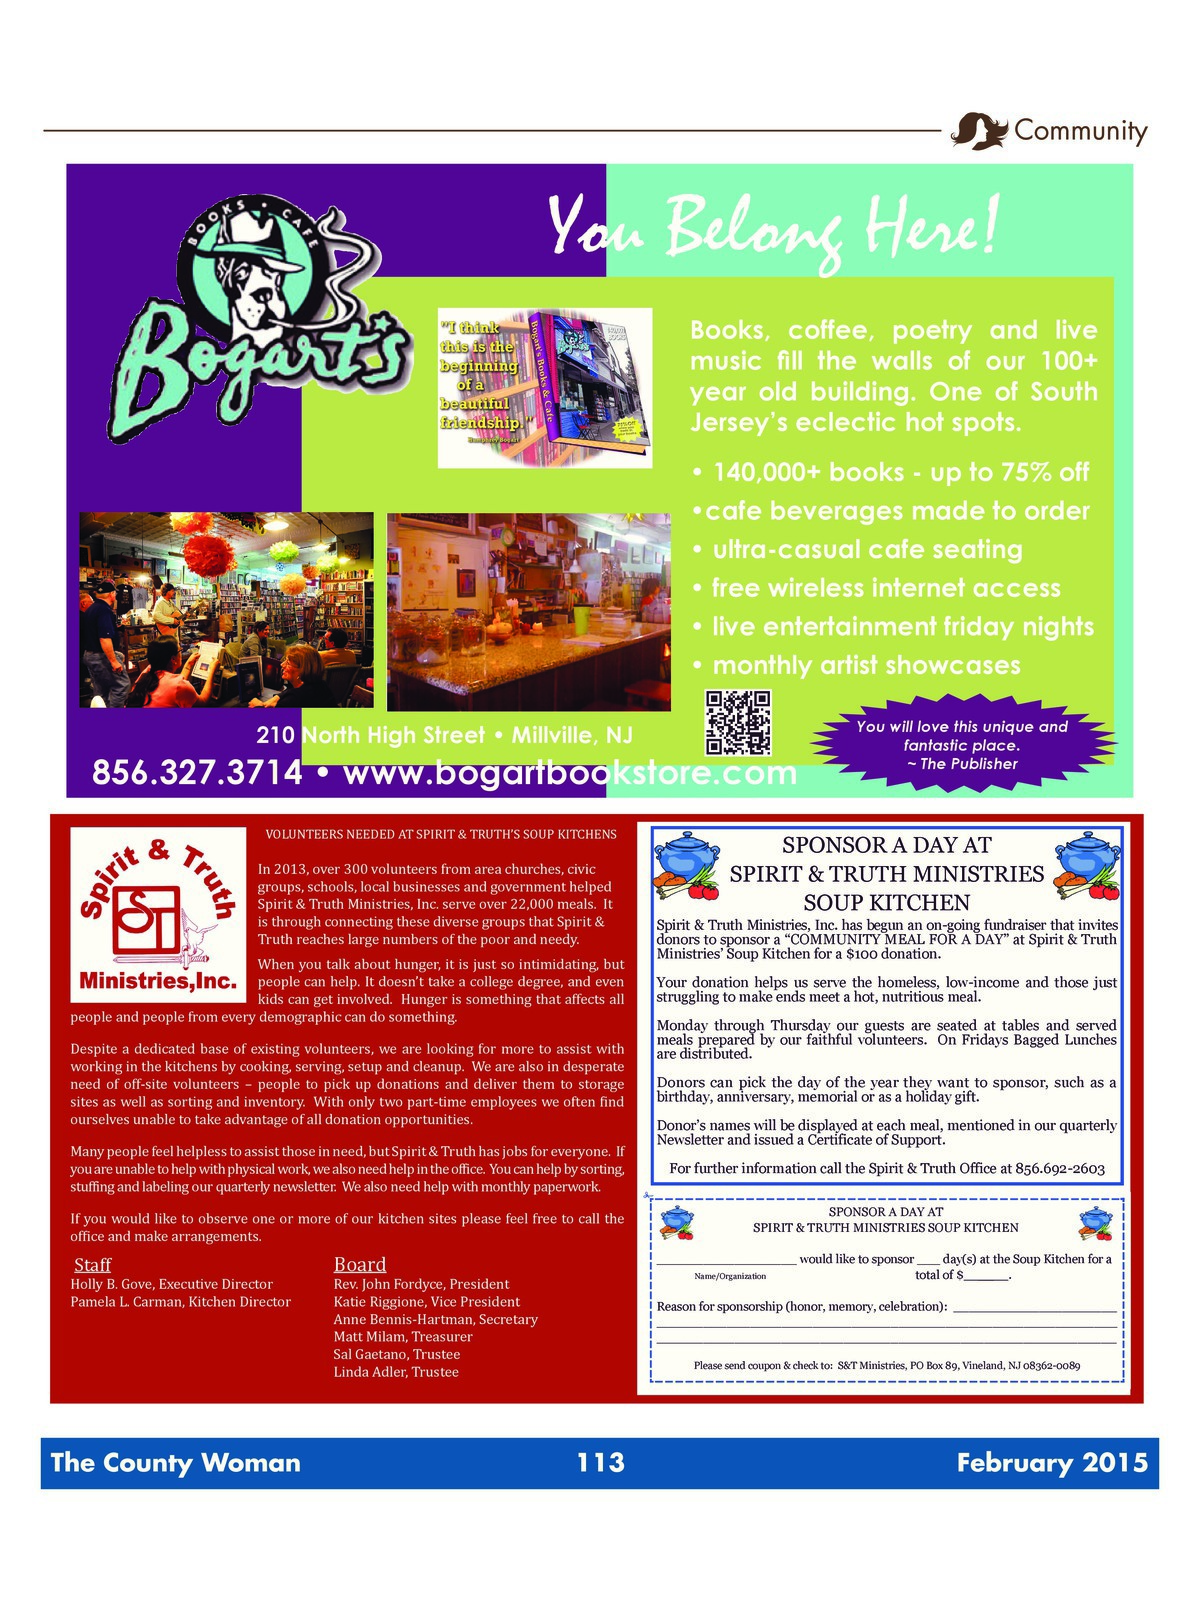 Community
BOOKS • CAFE
Bogart's
You Belong Here!
"I think
this is the
beginning
of a
beautiful
friendship."
Humphrey Bogart
Bogart's Books & Cafe
Books, coffee, poetry and live
music fill the walls of our 100+
year old building. One of South
Jersey's eclectic hot spots.
• 140,000+ books - up to 75% off
•cafe beverages made to order
• ultra-casual cafe seating
• free wireless internet access
• live entertainment friday nights
• monthly artist showcases
210 North High Street • Millville, NJ
856.327.3714 • www.bogartbookstore.com
You will love this unique and
fantastic place.
~ The Publisher
Spirit & Truth
ST
Ministries,Inc.
VOLUNTEERS NEEDED AT SPIRIT & TRUTH'S SOUP KITCHENS
In 2013, over 300 volunteers from area churches, civic
groups, schools, local businesses and government helped
Spirit & Truth Ministries, Inc. serve over 22,000 meals. It
is through connecting these diverse groups that Spirit &
Truth reaches large numbers of the poor and needy.
When you talk about hunger, it is just so intimidating, but
people can help. It doesn't take a college degree, and even
kids can get involved. Hunger is something that affects all
people and people from every demographic can do something.
Despite a dedicated base of existing volunteers, we are looking for more to assist with
working in the kitchens by cooking, serving, setup and cleanup. We are also in desperate
need of off-site volunteers – people to pick up donations and deliver them to storage
sites as well as sorting and inventory. With only two part-time employees we often find
ourselves unable to take advantage of all donation opportunities.
Many people feel helpless to assist those in need, but Spirit & Truth has jobs for everyone. If
you are unable to help with physical work, we also need help in the office. You can help by sorting,
stuffing and labeling our quarterly newsletter. We also need help with monthly paperwork.
If you would like to observe one or more of our kitchen sites please feel free to call the
office and make arrangements.
Staff
Holly B. Gove, Executive Director
Pamela L. Carman, Kitchen Director
Board
Rev. John Fordyce, President
Katie Riggione, Vice President
Anne Bennis-Hartman, Secretary
Matt Milam, Treasurer
Sal Gaetano, Trustee
Linda Adler, Trustee
SPONSOR A DAY AT
SPIRIT & TRUTH MINISTRIES
SOUP KITCHEN
Spirit & Truth Ministries, Inc. has begun an on-going fundraiser that invites
donors to sponsor a “COMMUNITY MEAL FOR A DAY” at Spirit & Truth
Ministries’ Soup Kitchen for a $100 donation.
Your donation helps us serve the homeless, low-income and those just
struggling to make ends meet a hot, nutritious meal.
Monday through Thursday our guests are seated at tables and served
meals prepared by our faithful volunteers. On Fridays Bagged Lunches
are distributed.
Donors can pick the day of the year they want to sponsor, such as a
birthday, anniversary, memorial or as a holiday gift.
Donor’s names will be displayed at each meal, mentioned in our quarterly
Newsletter and issued a Certificate of Support.
For further information call the Spirit & Truth Office at 856.692-2603
SPONSOR A DAY AT
SPIRIT & TRUTH MINISTRIES SOUP KITCHEN
____________________ would like to sponsor ___ day(s) at the Soup Kitchen for a
Name/Organization total of $______.
Reason for sponsorship (honor, memory, celebration): ______________________
Please send coupon & check to: S&T Ministries, PO Box 89, Vineland, NJ 08362-0089
The County Woman 113 February 2015